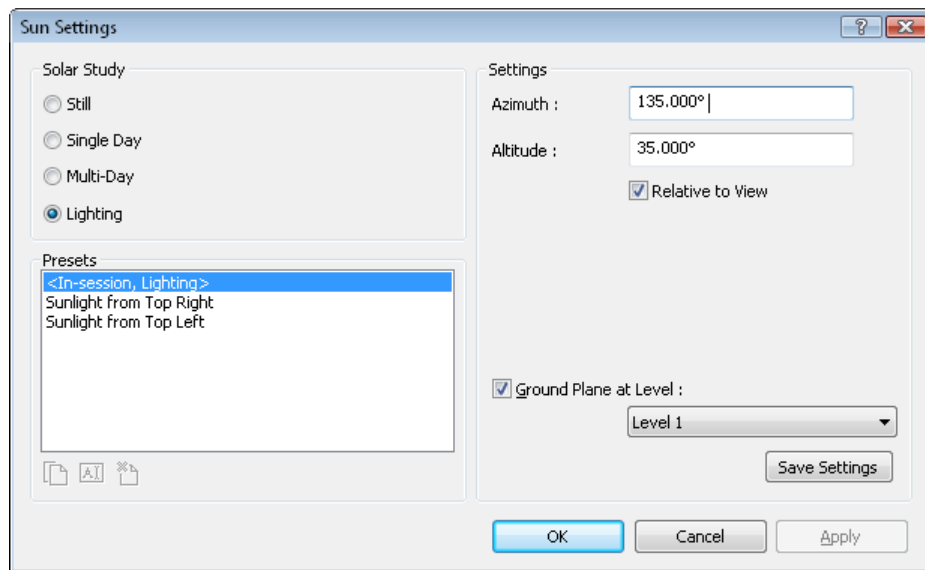 Sun Settings
Solar Study
Still
Single Day
Multi-Day
Lighting
Presets
<In-session, Lighting>
Sunlight from Top Right
Sunlight from Top Left
Settings
Azimuth :
135.000°
Altitude :
35.000°
Relative to View
Ground Plane at Level :
Level 1
Save Settings
OK
Cancel
Apply